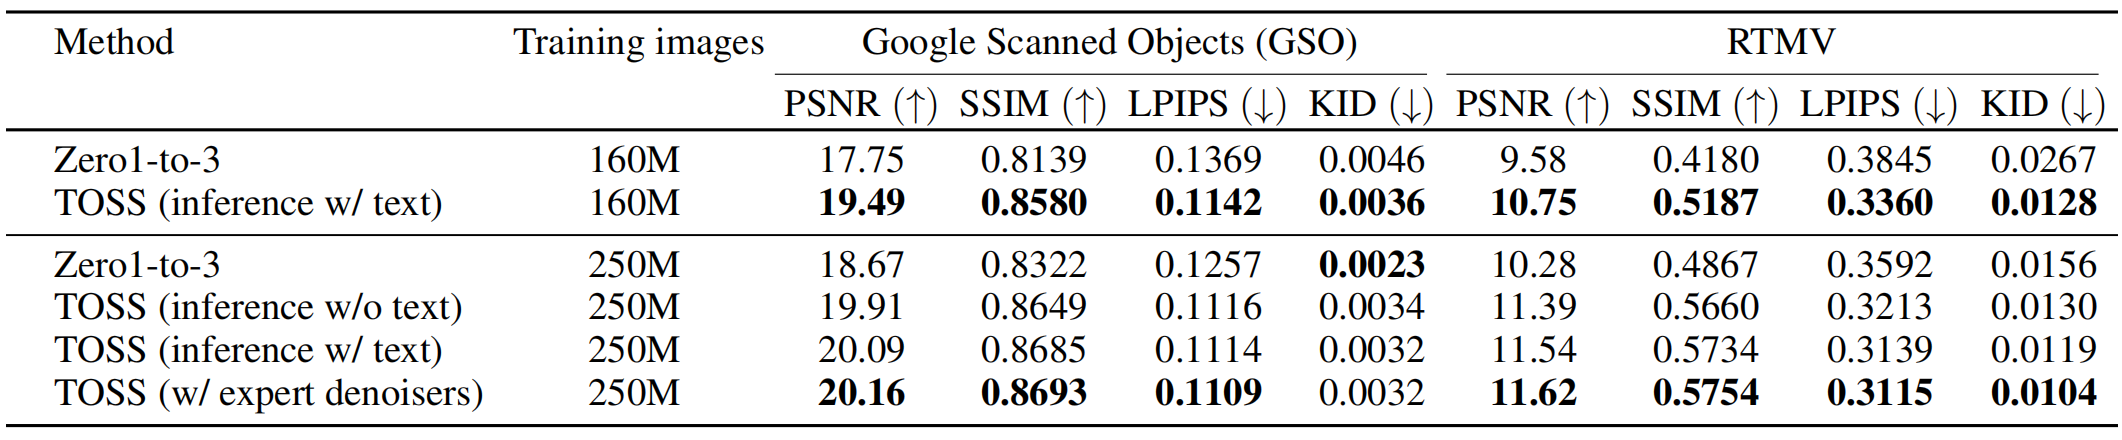 Method Training images Google Scanned Objects (GSO) RTMV
PSNR (↑) SSIM (↑) LPIPS (↓) KID (↓) PSNR (↑) SSIM (↑) LPIPS (↓) KID (↓)
Zero1-to-3 160M 17.75 0.8139 0.1369 0.0046 9.58 0.4180 0.3845 0.0267
TOSS (inference w/ text) 160M 19.49 0.8580 0.1142 0.0036 10.75 0.5187 0.3360 0.0128
Zero1-to-3 250M 18.67 0.8322 0.1257 0.0023 10.28 0.4867 0.3592 0.0156
TOSS (inference w/o text) 250M 19.91 0.8649 0.1116 0.0034 11.39 0.5660 0.3213 0.0130
TOSS (inference w/ text) 250M 20.09 0.8685 0.1114 0.0032 11.54 0.5734 0.3139 0.0119
TOSS (w/ expert denoisers) 250M 20.16 0.8693 0.1109 0.0032 11.62 0.5754 0.3115 0.0104